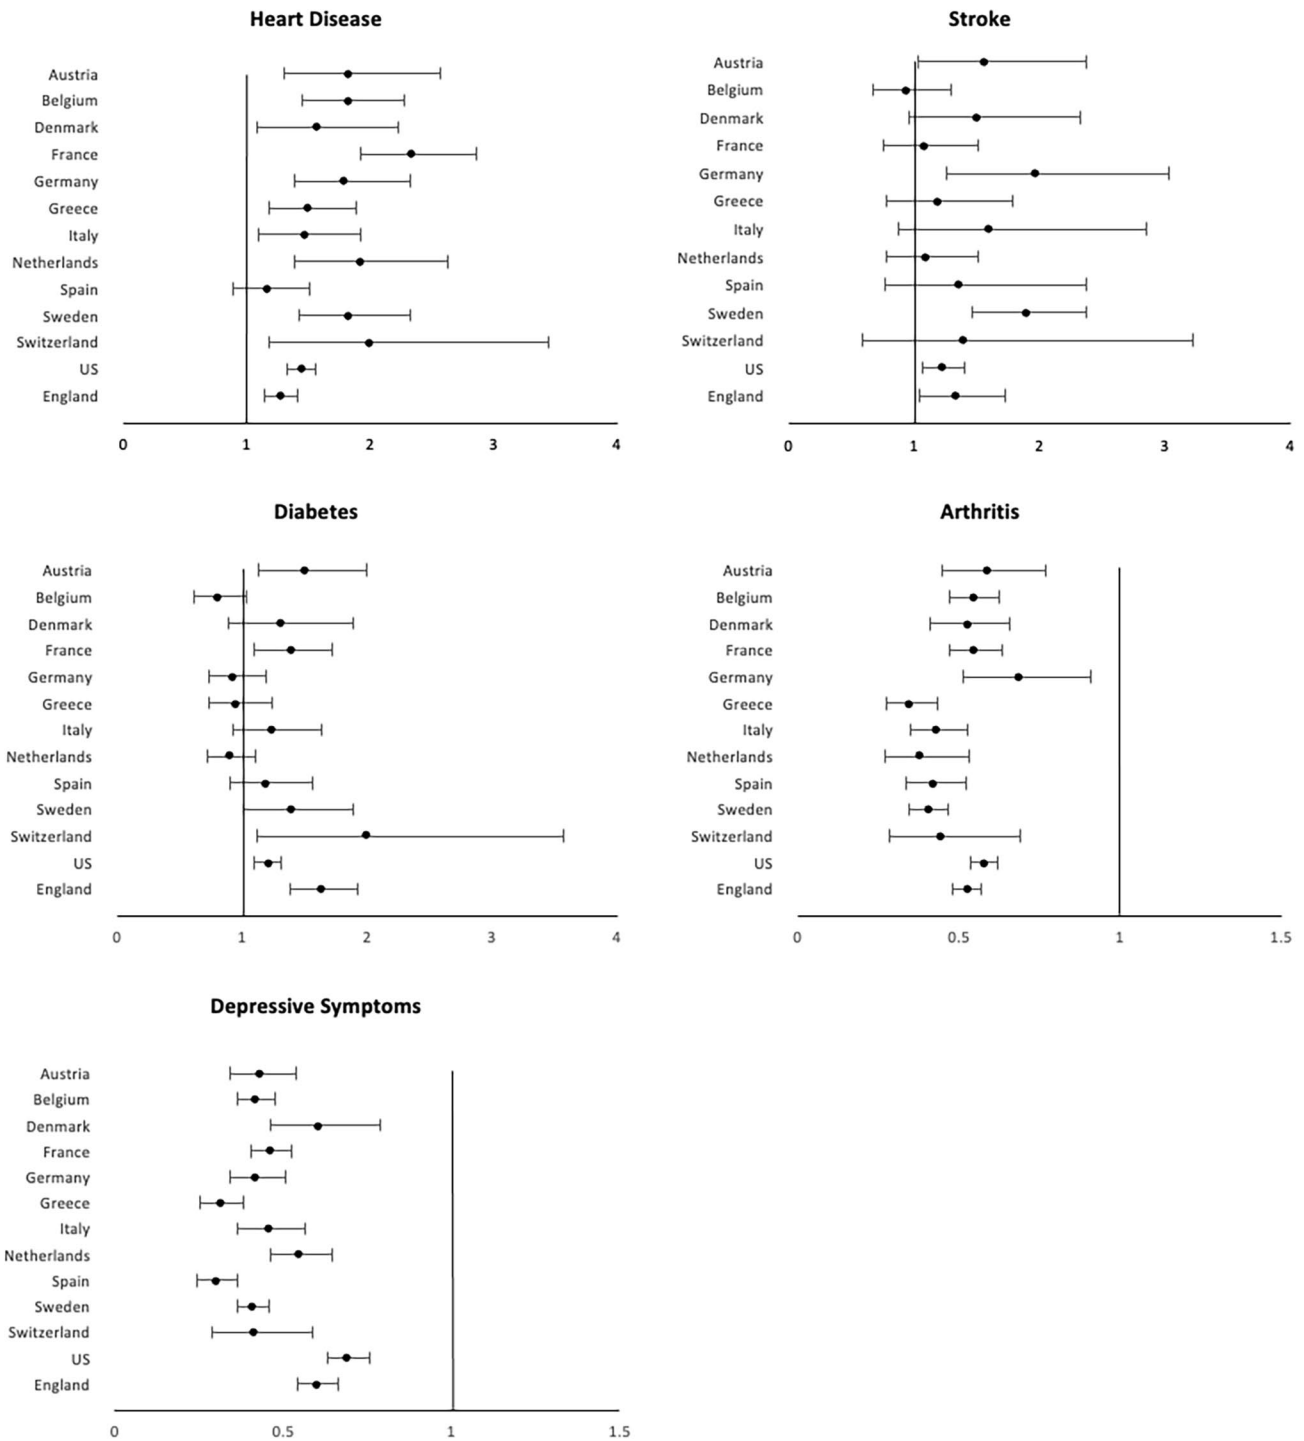 Heart Disease
Austria
Belgium
Denmark
France
Germany
Greece
Italy
Netherlands
Spain
Sweden
Switzerland
US
England
0 1 2 3 4
Stroke
Austria
Belgium
Denmark
France
Germany
Greece
Italy
Netherlands
Spain
Sweden
Switzerland
US
England
0 1 2 3 4
Diabetes
Austria
Belgium
Denmark
France
Germany
Greece
Italy
Netherlands
Spain
Sweden
Switzerland
US
England
0 1 2 3 4
Arthritis
Austria
Belgium
Denmark
France
Germany
Greece
Italy
Netherlands
Spain
Sweden
Switzerland
US
England
0 0.5 1 1.5
Depressive Symptoms
Austria
Belgium
Denmark
France
Germany
Greece
Italy
Netherlands
Spain
Sweden
Switzerland
US
England
0 0.5 1 1.5